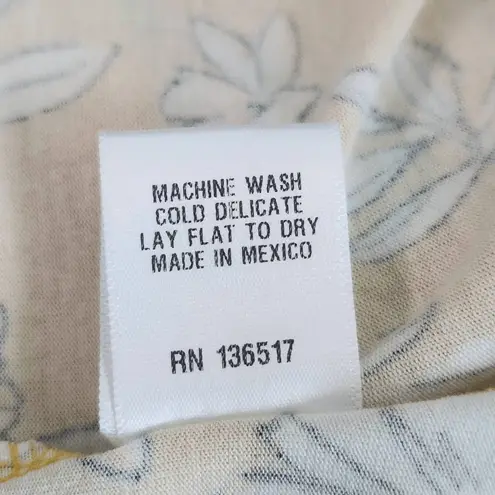 MACHINE WASH
COLD DELICATE
LAY FLAT TO DRY
MADE IN MEXICO
RN 136517